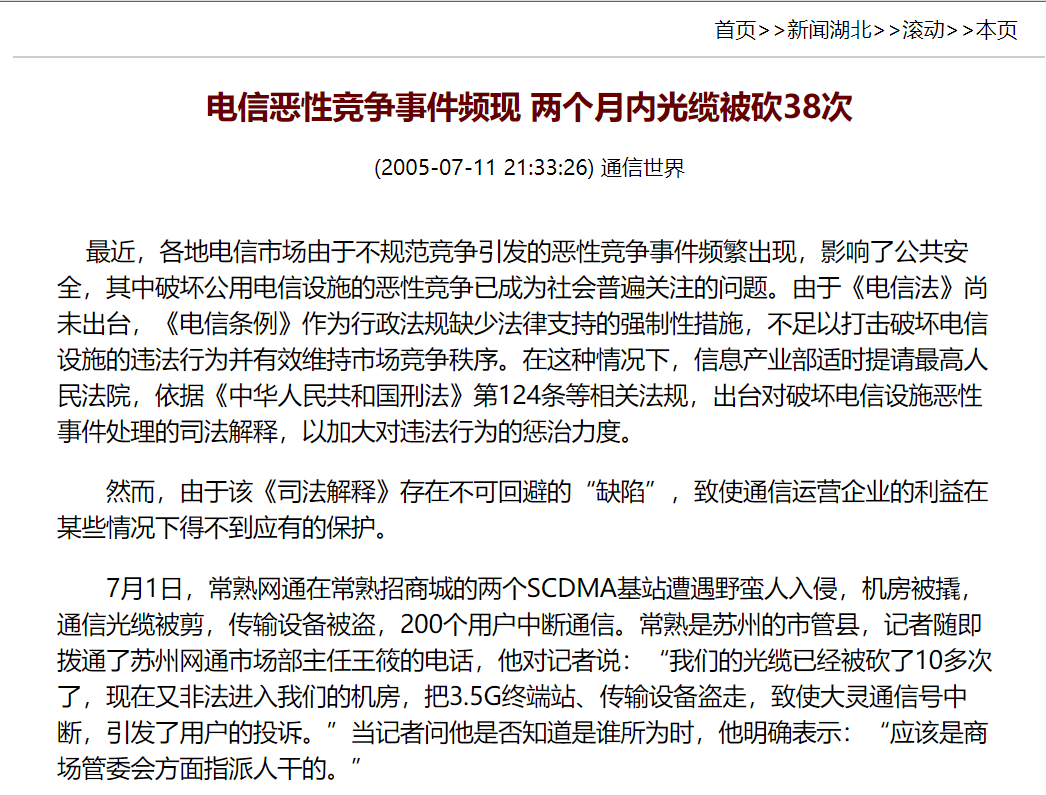 首页>>新闻湖北>>滚动>>本页
电信恶性竞争事件频现 两个月内光缆被砍38次
(2005-07-11 21:33:26) 通信世界
最近，各地电信市场由于不规范竞争引发的恶性竞争事件频繁出现，影响了公共安
全，其中破坏公用电信设施的恶性竞争已成为社会普遍关注的问题。由于《电信法》尚
未出台，《电信条例》作为行政法规缺少法律支持的强制性措施，不足以打击破坏电信
设施的违法行为并有效维持市场竞争秩序。在这种情况下，信息产业部适时提请最高人
民法院，依据《中华人民共和国刑法》第124条等相关法规，出台对破坏电信设施恶性
事件处理的司法解释，以加大对违法行为的惩治力度。
然而，由于该《司法解释》存在不可回避的“缺陷”，致使通信运营企业的利益在
某些情况下得不到应有的保护。
7月1日，常熟网通在常熟招商城的两个SCDMA基站遭遇野蛮人入侵，机房被撬，
通信光缆被剪，传输设备被盗，200个用户中断通信。常熟是苏州的市管县，记者随即
拨通了苏州网通市场部主任王筱的电话，他对记者说：“我们的光缆已经被砍了10多次
了，现在又非法进入我们的机房，把3.5G终端站、传输设备盗走，致使大灵通信号中
断，引发了用户的投诉。”当记者问他是否知道是谁所为时，他明确表示：“应该是商
场管委会方面指派人干的。”